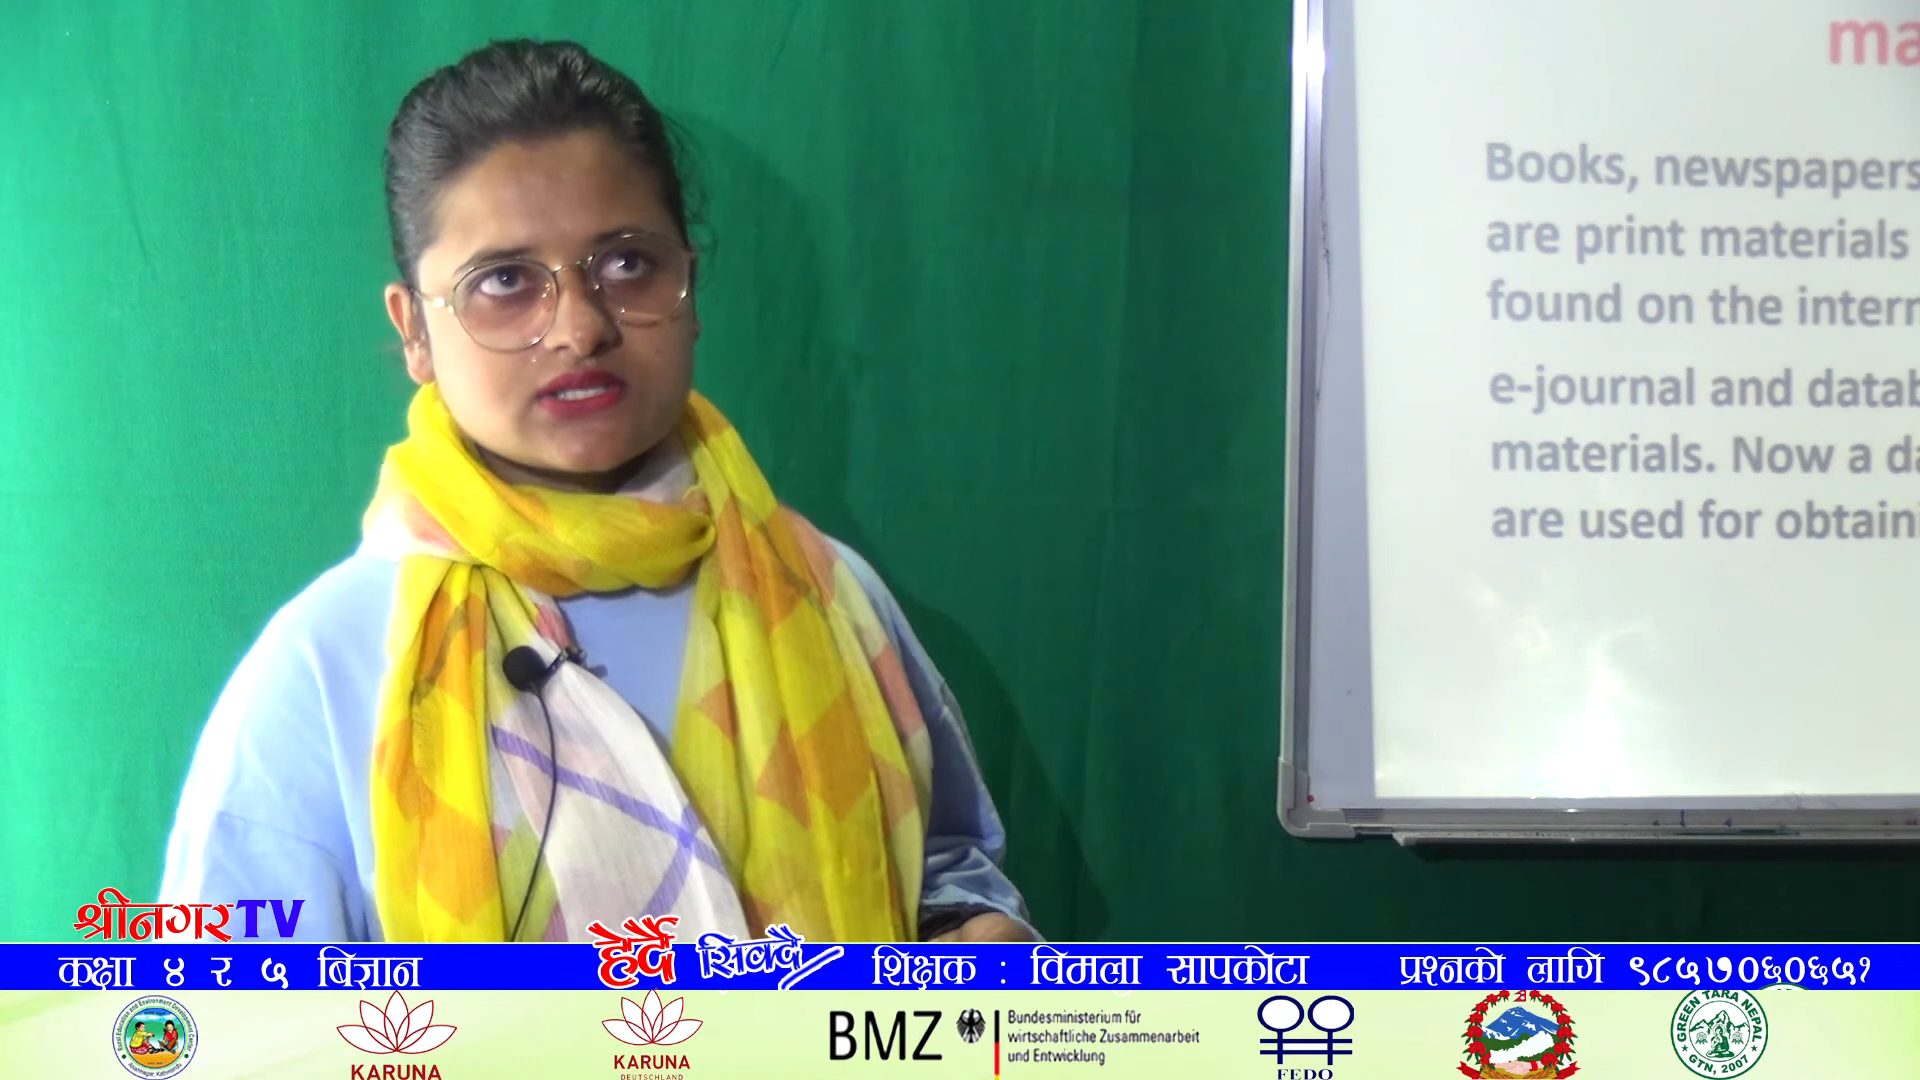 ma
Books, newspapers
are print materials
found on the intern
e-journal and datab
materials. Now a da
are used for obtaini
श्रीनगरTV
कक्षा ४ र ५ बिज्ञान
हेर्दै सिक्दै
शिक्षक : विमला सापकोटा
प्रश्नको लागि ९८५७०६०६५१
KARUNA
KARUNA
DEUTSCHLAND
BMZ
Bundesministerium für
wirtschaftliche Zusammenarbeit
und Entwicklung
FEDO
GREEN TARA NEPAL
GTN, 2007